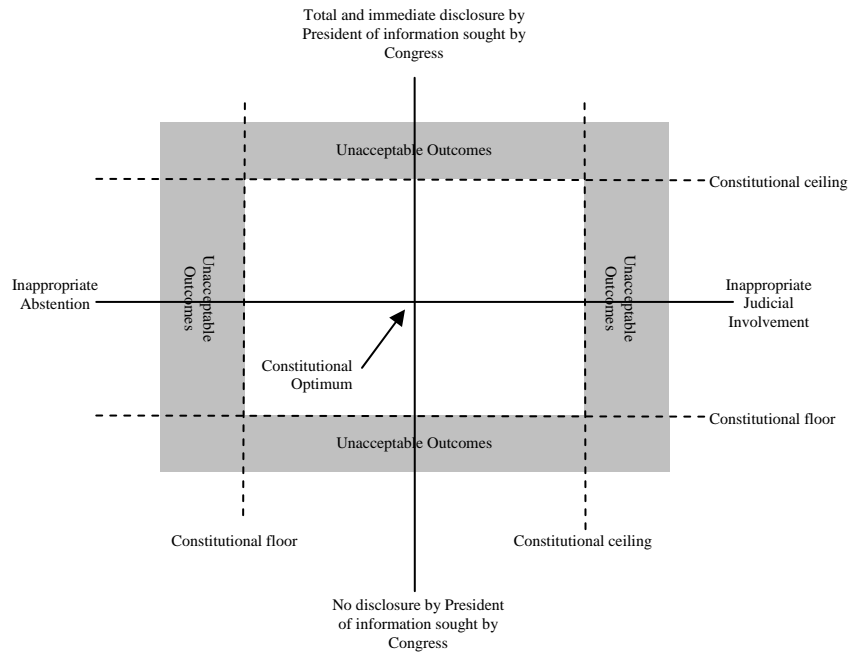 Total and immediate disclosure by
President of information sought by
Congress
Unacceptable Outcomes
Constitutional ceiling
Unacceptable
Outcomes
Unacceptable
Outcomes
Inappropriate
Abstention
Inappropriate
Judicial
Involvement
Constitutional
Optimum
Constitutional floor
Unacceptable Outcomes
Constitutional floor
Constitutional ceiling
No disclosure by President
of information sought by
Congress